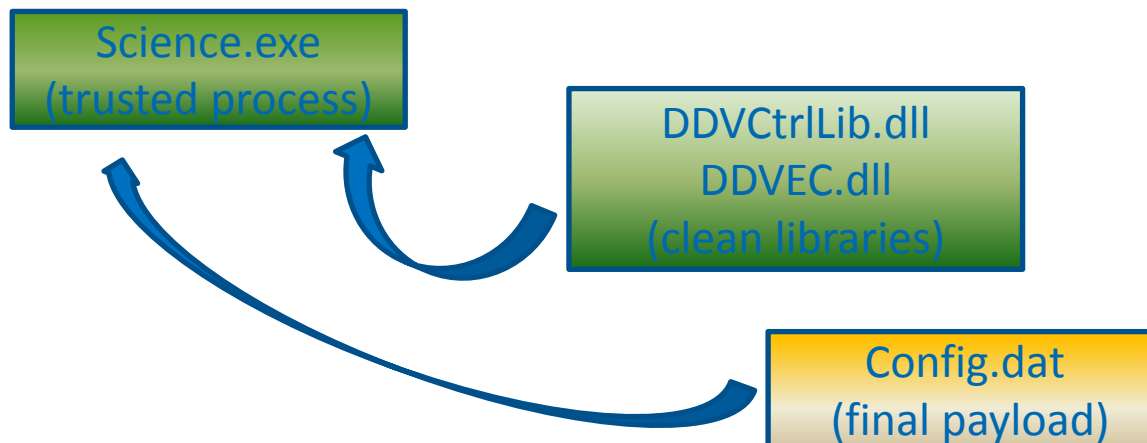 Science.exe
(trusted process)
DDVCtrlLib.dll
DDVEC.dll
(clean libraries)
Config.dat
(final payload)